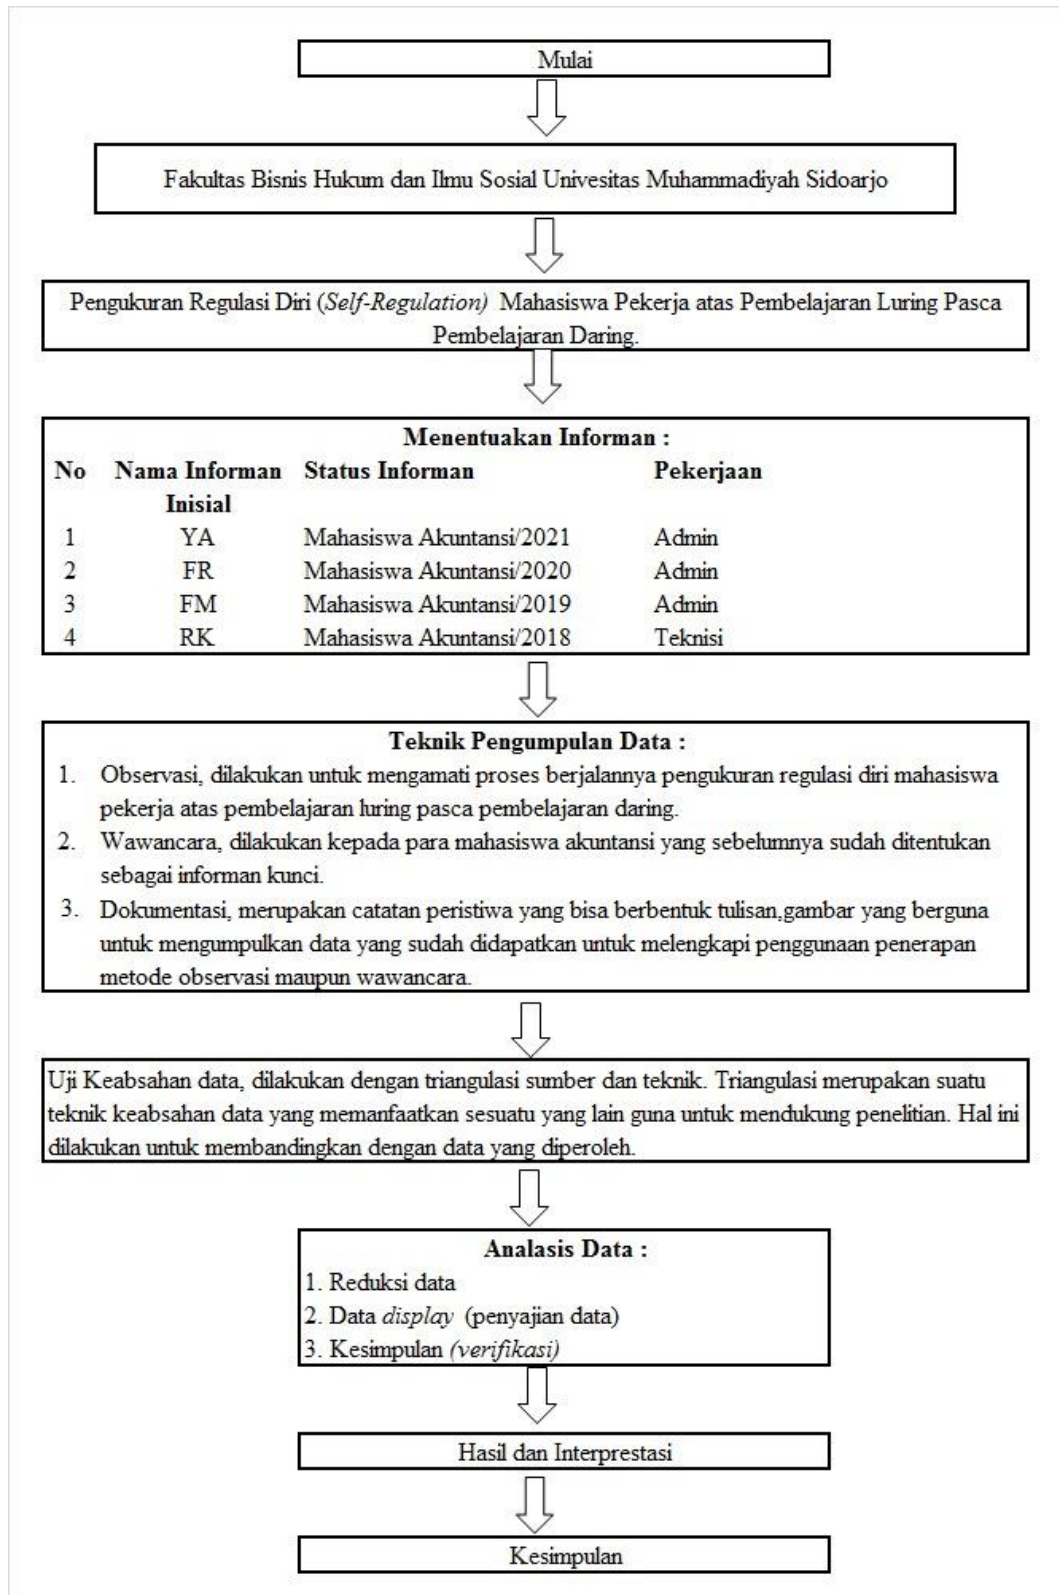 Mulai
Fakultas Bisnis Hukum dan Ilmu Sosial Univesitas Muhammadiyah Sidoarjo
Pengukuran Regulasi Diri (Self-Regulation) Mahasiswa Pekerja atas Pembelajaran Luring Pasca
Pembelajaran Daring.
Menentuakan Informan :
No Nama Informan Status Informan Pekerjaan
Inisial
1 YA Mahasiswa Akuntansi/2021 Admin
2 FR Mahasiswa Akuntansi/2020 Admin
3 FM Mahasiswa Akuntansi/2019 Admin
4 RK Mahasiswa Akuntansi/2018 Teknisi
Teknik Pengumpulan Data :
1. Observasi, dilakukan untuk mengamati proses berjalannya pengukuran regulasi diri mahasiswa
pekerja atas pembelajaran luring pasca pembelajaran daring.
2. Wawancara, dilakukan kepada para mahasiswa akuntansi yang sebelumnya sudah ditentukan
sebagai informan kunci.
3. Dokumentasi, merupakan catatan peristiwa yang bisa berbentuk tulisan,gambar yang berguna
untuk mengumpulkan data yang sudah didapatkan untuk melengkapi penggunaan penerapan
metode observasi maupun wawancara.
Uji Keabsahan data, dilakukan dengan triangulasi sumber dan teknik. Triangulasi merupakan suatu
teknik keabsahan data yang memanfaatkan sesuatu yang lain guna untuk mendukung penelitian. Hal ini
dilakukan untuk membandingkan dengan data yang diperoleh.
Analasis Data :
1. Reduksi data
2. Data display (penyajian data)
3. Kesimpulan (verifikasi)
Hasil dan Interprestasi
Kesimpulan